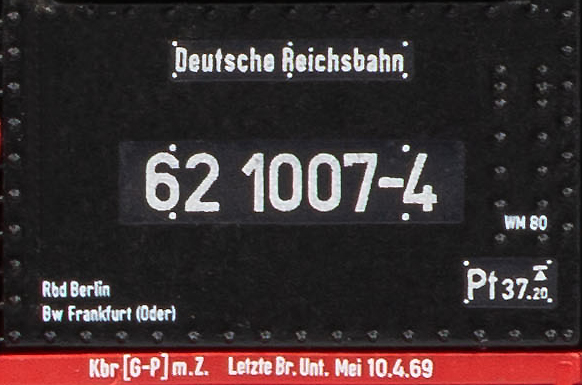 Deutsche Reichsbahn
62 1007-4
WM 80
Pt 37.20
Rbd Berlin
Bw Frankfurt (Oder)
Kbr [G-P] m.Z. Letzte Br. Unt. Mei 10.4.69